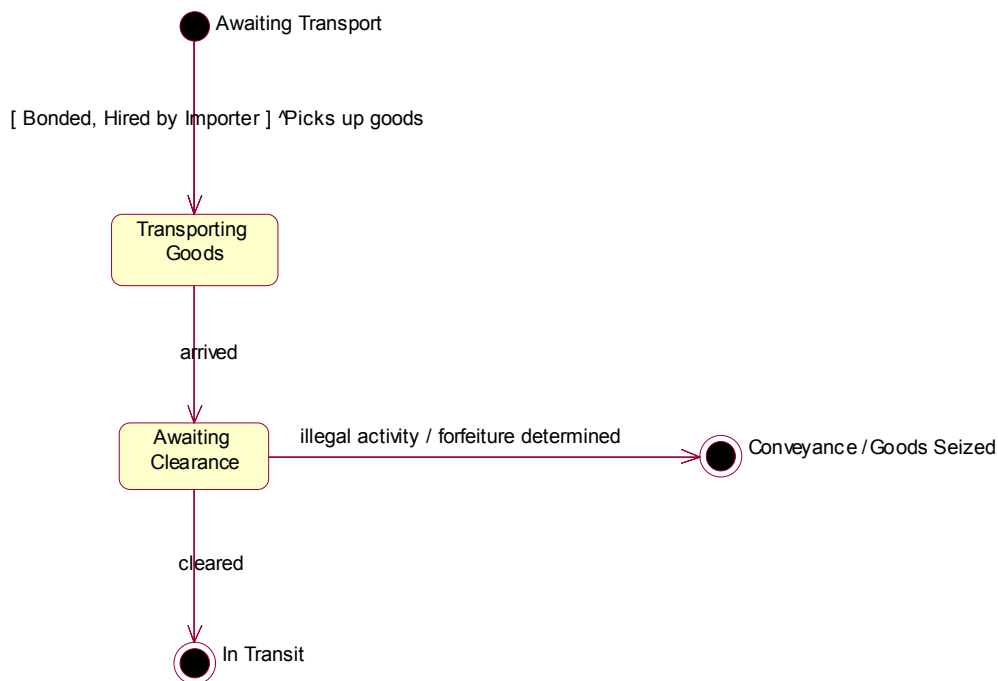 Awaiting Transport
[ Bonded, Hired by Importer ] ^Picks up goods
Transporting
Goods
arrived
Awaiting
Clearance
illegal activity / forfeiture determined
Conveyance / Goods Seized
cleared
In Transit